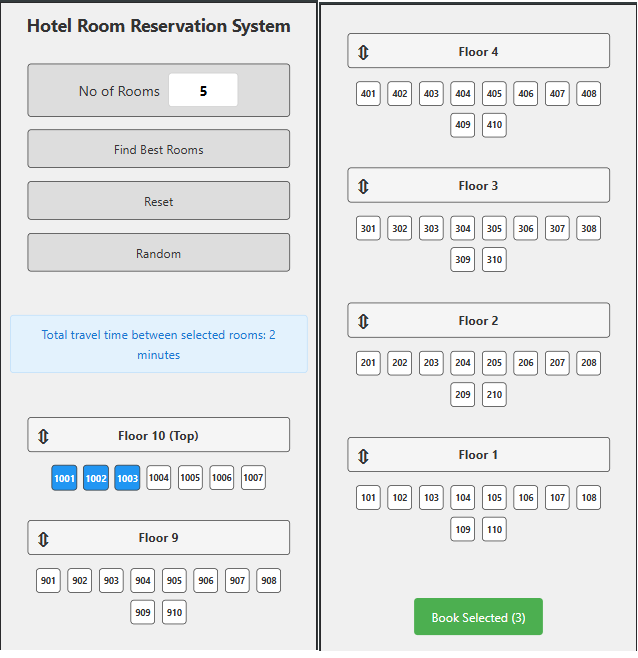 Hotel Room Reservation System
No of Rooms 5
Find Best Rooms
Reset
Random
Total travel time between selected rooms: 2
minutes
Floor 10 (Top)
1001 1002 1003 1004 1005 1006 1007
Floor 9
901 902 903 904 905 906 907 908
909 910
Floor 4
401 402 403 404 405 406 407 408
409 410
Floor 3
301 302 303 304 305 306 307 308
309 310
Floor 2
201 202 203 204 205 206 207 208
209 210
Floor 1
101 102 103 104 105 106 107 108
109 110
Book Selected (3)